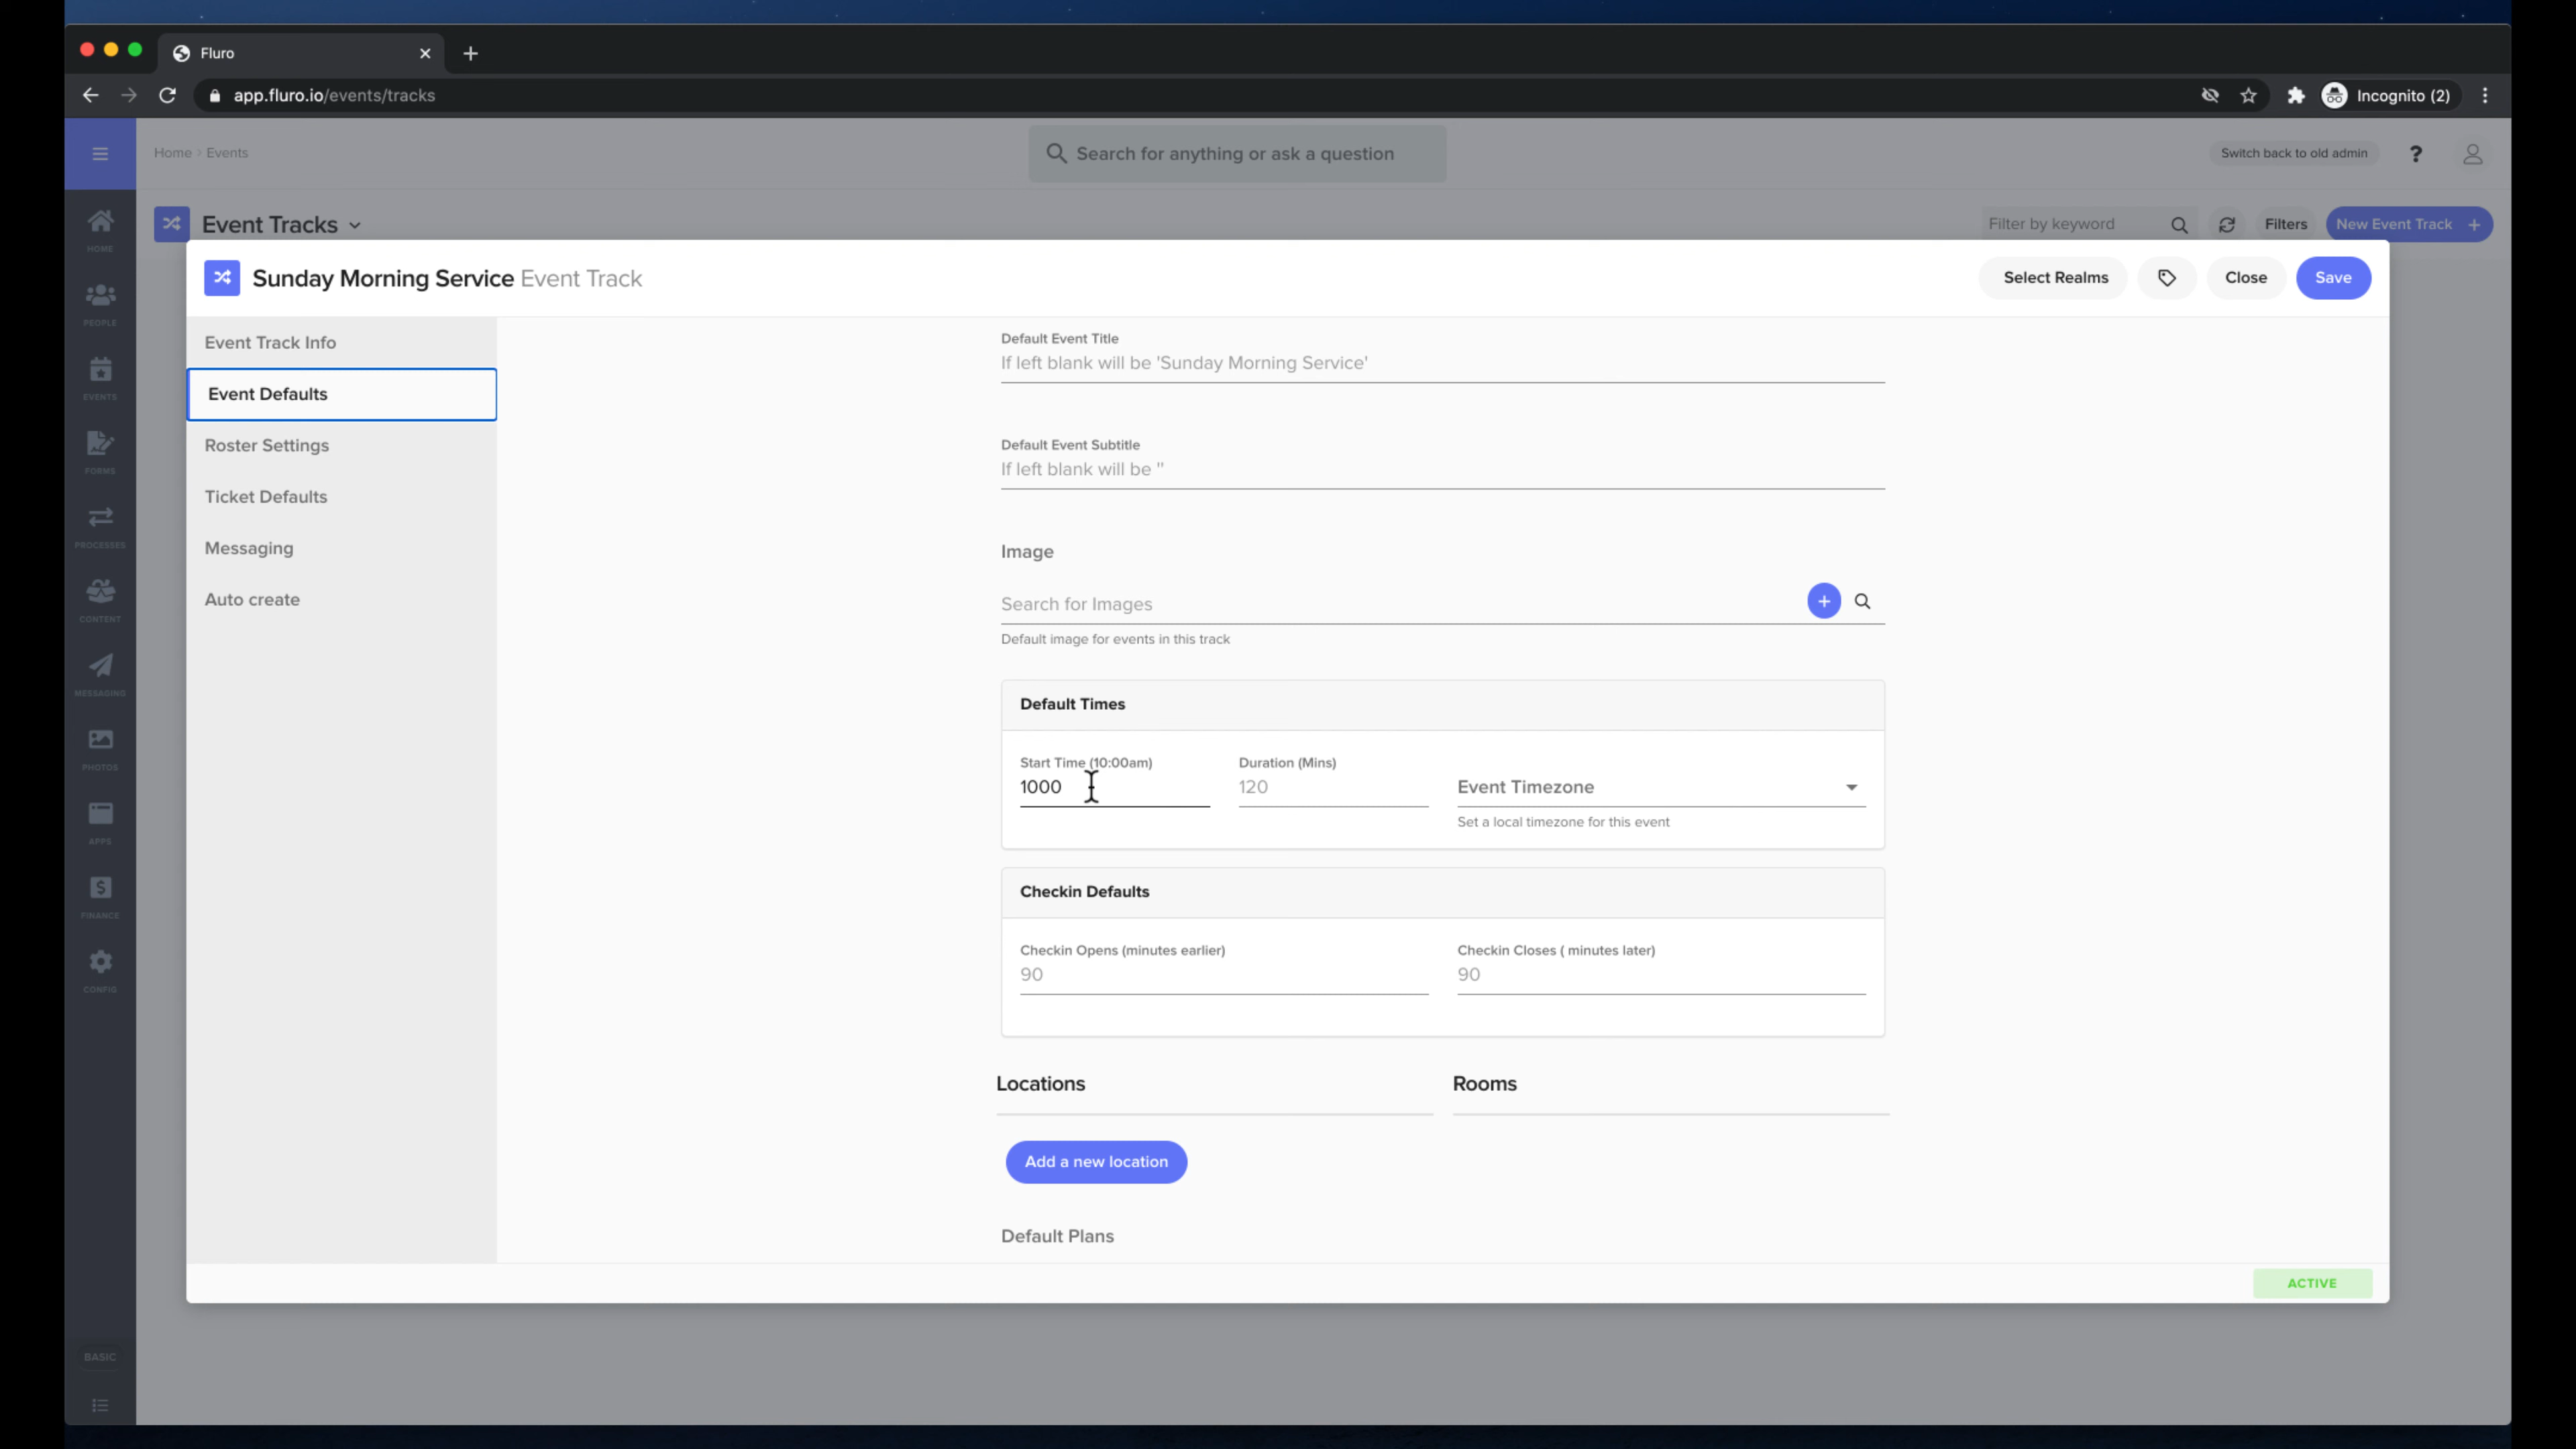 Fluro
app.fluro.io/events/tracks
Incognito (2)
Home > Events
Search for anything or ask a question
Switch back to old admin
?
Event Tracks
Filter by keyword
Filters
New Event Track +
HOME
PEOPLE
EVENTS
FORMS
PROCESSES
CONTENT
MESSAGING
PHOTOS
APPS
FINANCE
CONFIG
BASIC
Sunday Morning Service Event Track
Select Realms
Close
Save
Event Track Info
Event Defaults
Roster Settings
Ticket Defaults
Messaging
Auto create
Default Event Title
If left blank will be 'Sunday Morning Service'
Default Event Subtitle
If left blank will be ''
Image
Search for Images
Default image for events in this track
Default Times
Start Time (10:00am)
1000
Duration (Mins)
120
Event Timezone
Set a local timezone for this event
Checkin Defaults
Checkin Opens (minutes earlier)
90
Checkin Closes ( minutes later)
90
Locations
Rooms
Add a new location
Default Plans
ACTIVE